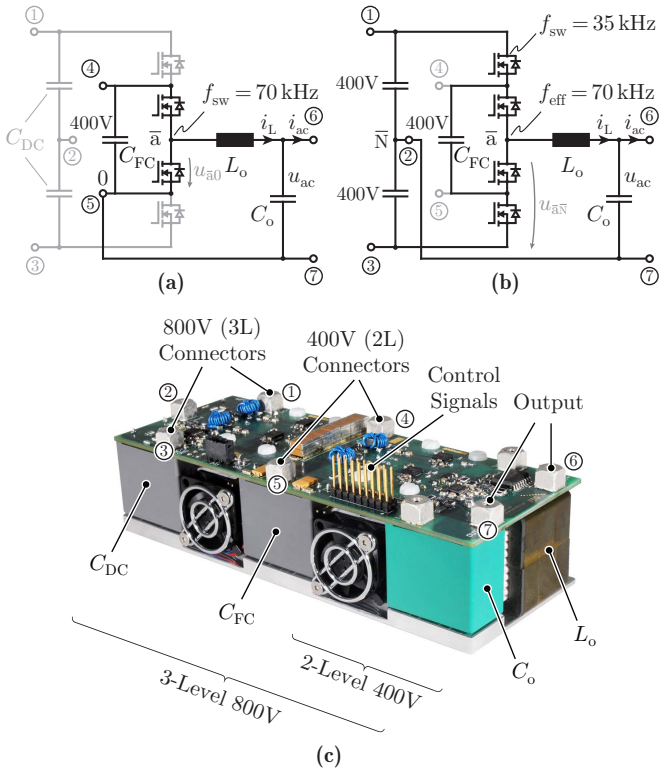 ①
C_DC
②
③
④
400V
C_FC
0
⑤
a̅
u_a̅0
f_sw = 70 kHz
L_o
i_L
i_ac
⑥
u_ac
C_o
⑦
(a)
①
400V
N̅
②
400V
③
④
400V
C_FC
⑤
a̅
f_sw = 35 kHz
f_eff = 70 kHz
u_a̅N̅
L_o
i_L
i_ac
⑥
u_ac
C_o
⑦
(b)
800V (3L)
Connectors
400V (2L)
Connectors
Control
Signals
Output
①
②
③
④
⑤
⑥
⑦
C_DC
C_FC
C_o
L_o
2-Level 400V
3-Level 800V
(c)